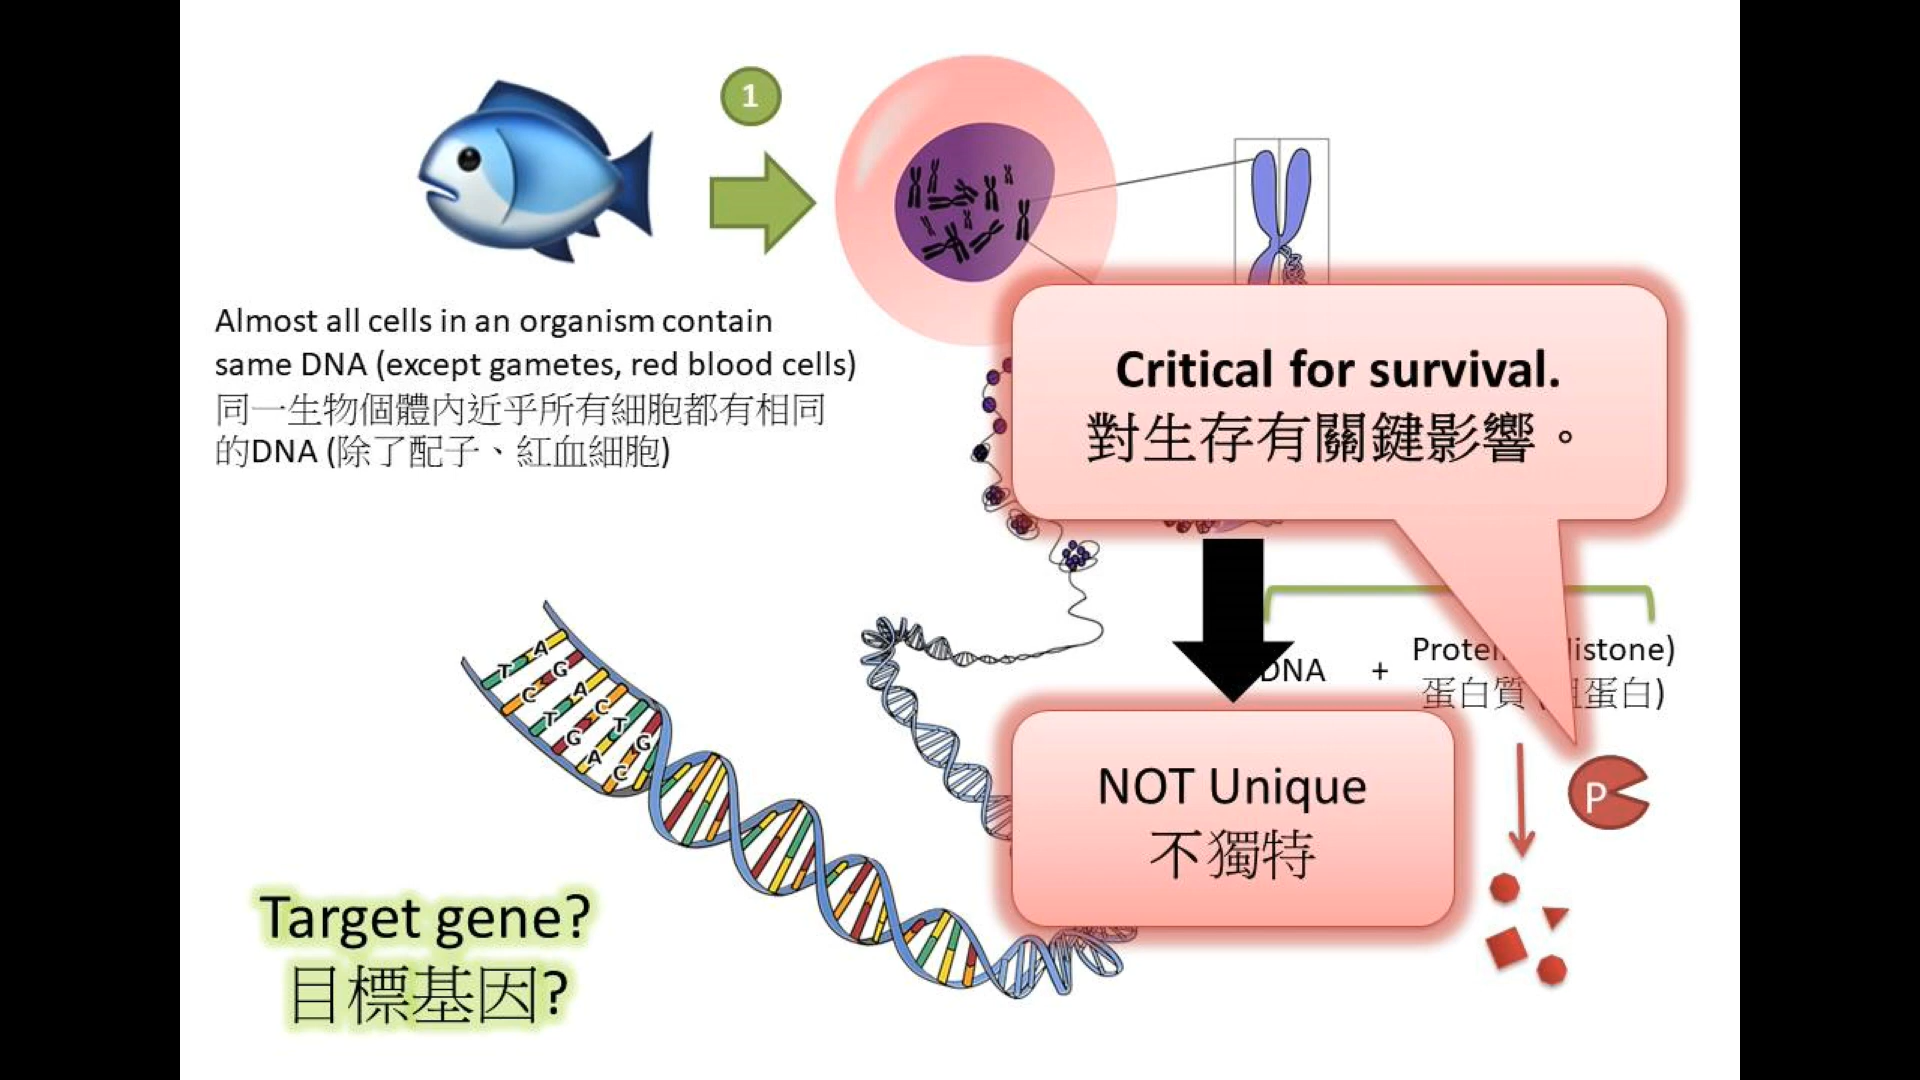 1
Almost all cells in an organism contain
same DNA (except gametes, red blood cells)
同一生物個體內近乎所有細胞都有相同
的DNA (除了配子、紅血細胞)
Critical for survival.
對生存有關鍵影響。
DNA + Protein (Histone)
蛋白質 (組蛋白)
NOT Unique
不獨特
P
T A
C G
T A
G C
A T
C G
Target gene?
目標基因?